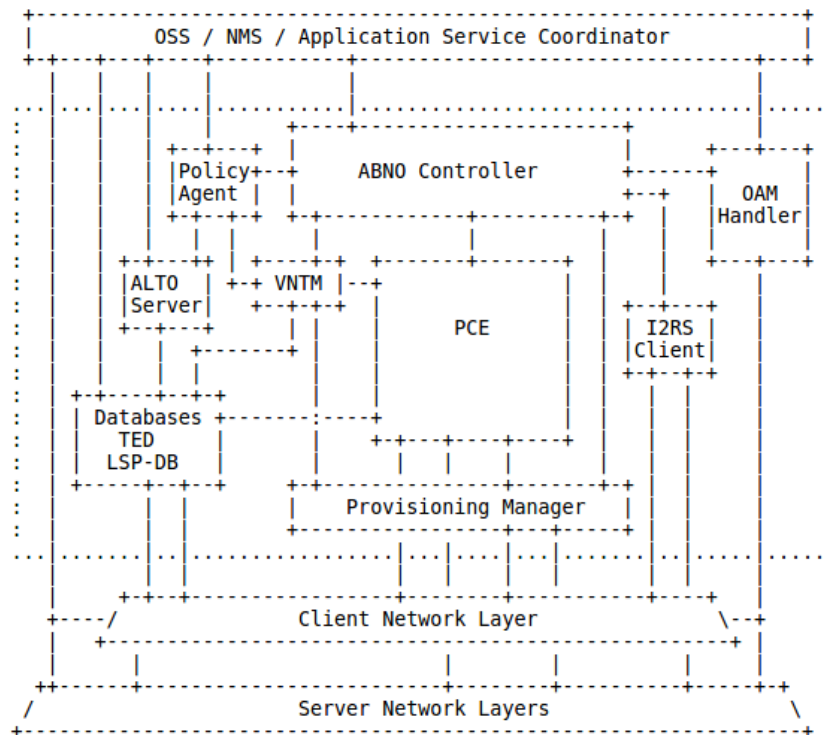 OSS / NMS / Application Service Coordinator
Policy
Agent
ABNO Controller
OAM
Handler
ALTO
Server
VNTM
PCE
I2RS
Client
Databases
TED
LSP-DB
Provisioning Manager
Client Network Layer
Server Network Layers